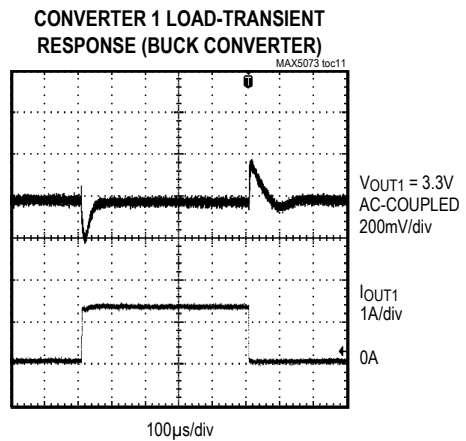 CONVERTER 1 LOAD-TRANSIENT
RESPONSE (BUCK CONVERTER)
MAX5073 toc11
T
VOUT1 = 3.3V
AC-COUPLED
200mV/div
IOUT1
1A/div
0A
100µs/div